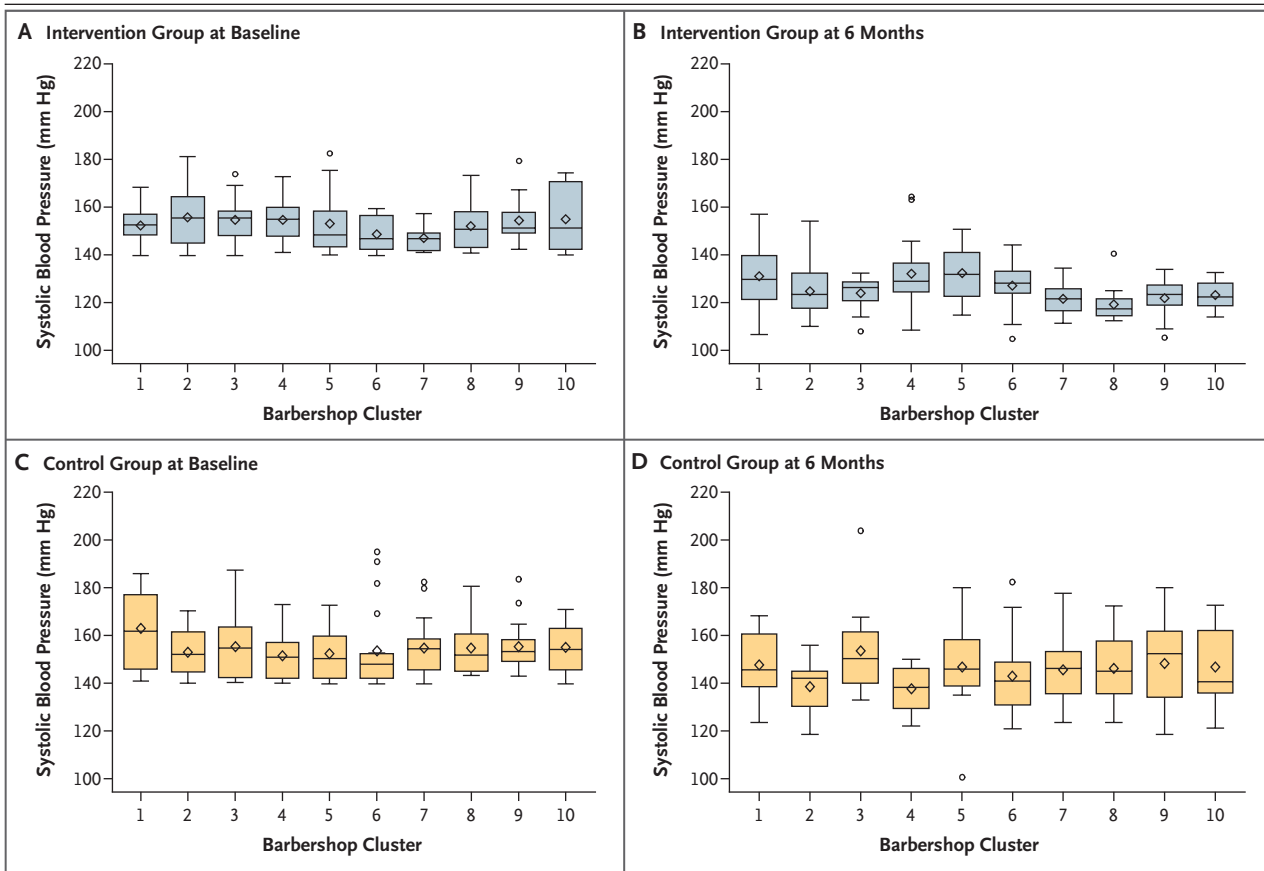 A Intervention Group at Baseline
Systolic Blood Pressure (mm Hg)
220
200
180
160
140
120
100
1 2 3 4 5 6 7 8 9 10
Barbershop Cluster
B Intervention Group at 6 Months
Systolic Blood Pressure (mm Hg)
220
200
180
160
140
120
100
1 2 3 4 5 6 7 8 9 10
Barbershop Cluster
C Control Group at Baseline
Systolic Blood Pressure (mm Hg)
220
200
180
160
140
120
100
1 2 3 4 5 6 7 8 9 10
Barbershop Cluster
D Control Group at 6 Months
Systolic Blood Pressure (mm Hg)
220
200
180
160
140
120
100
1 2 3 4 5 6 7 8 9 10
Barbershop Cluster